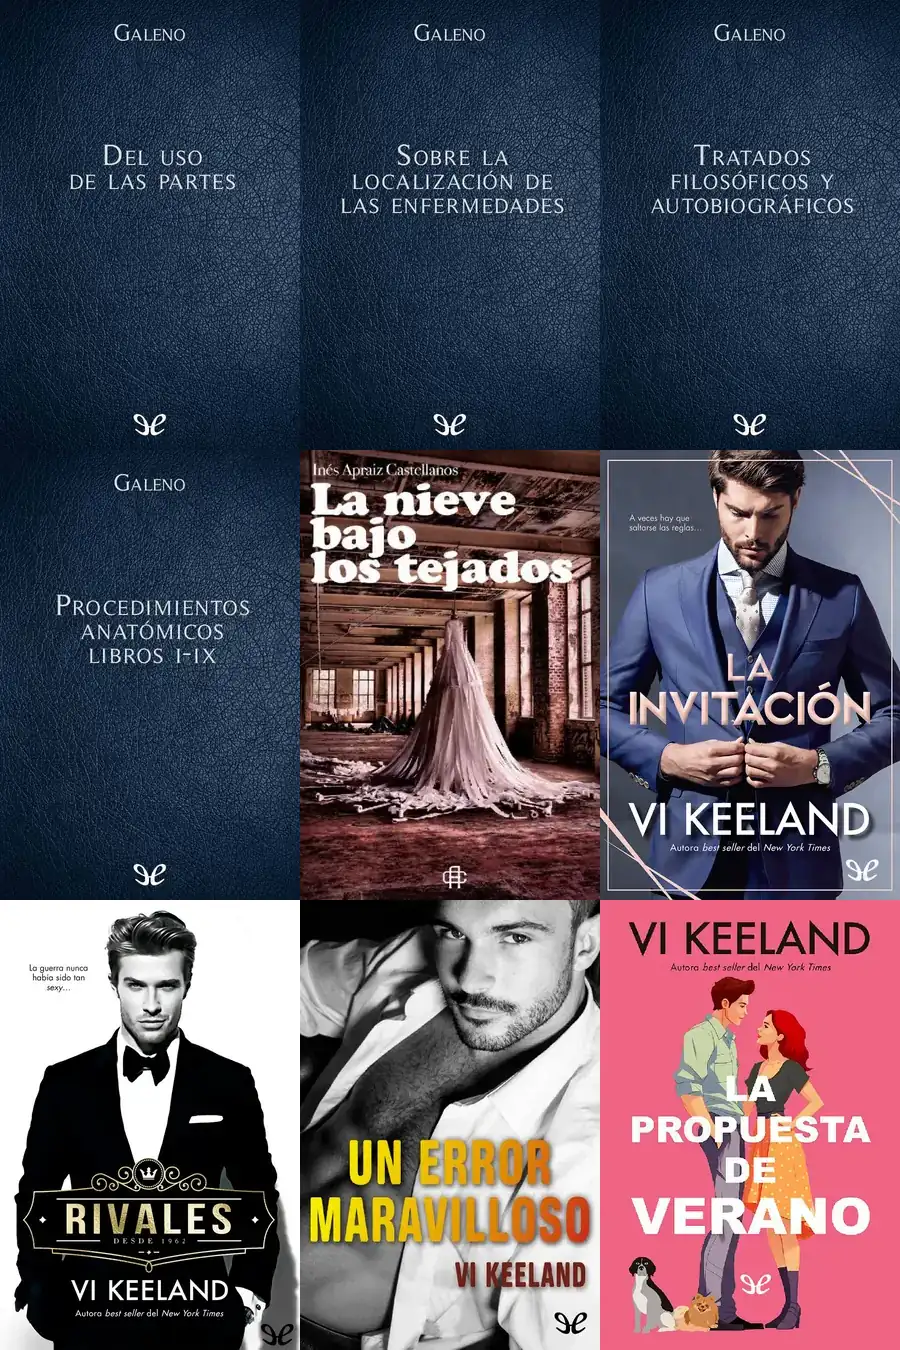 Galeno
Del uso
de las partes
Galeno
Sobre la
localización de
las enfermedades
Galeno
Tratados
filosóficos y
autobiográficos
Galeno
Procedimientos
anatómicos
libros I-IX
Inés Apraiz Castellanos
La nieve
bajo
los tejados
A veces hay que
saltarse las reglas...
LA
INVITACIÓN
VI KEELAND
Autora best seller del New York Times
La guerra nunca
había sido tan
sexy...
RIVALES
DESDE 1962
VI KEELAND
Autora best seller del New York Times
UN ERROR
MARAVILLOSO
VI KEELAND
VI KEELAND
Autora best seller del New York Times
LA
PROPUESTA
DE
VERANO